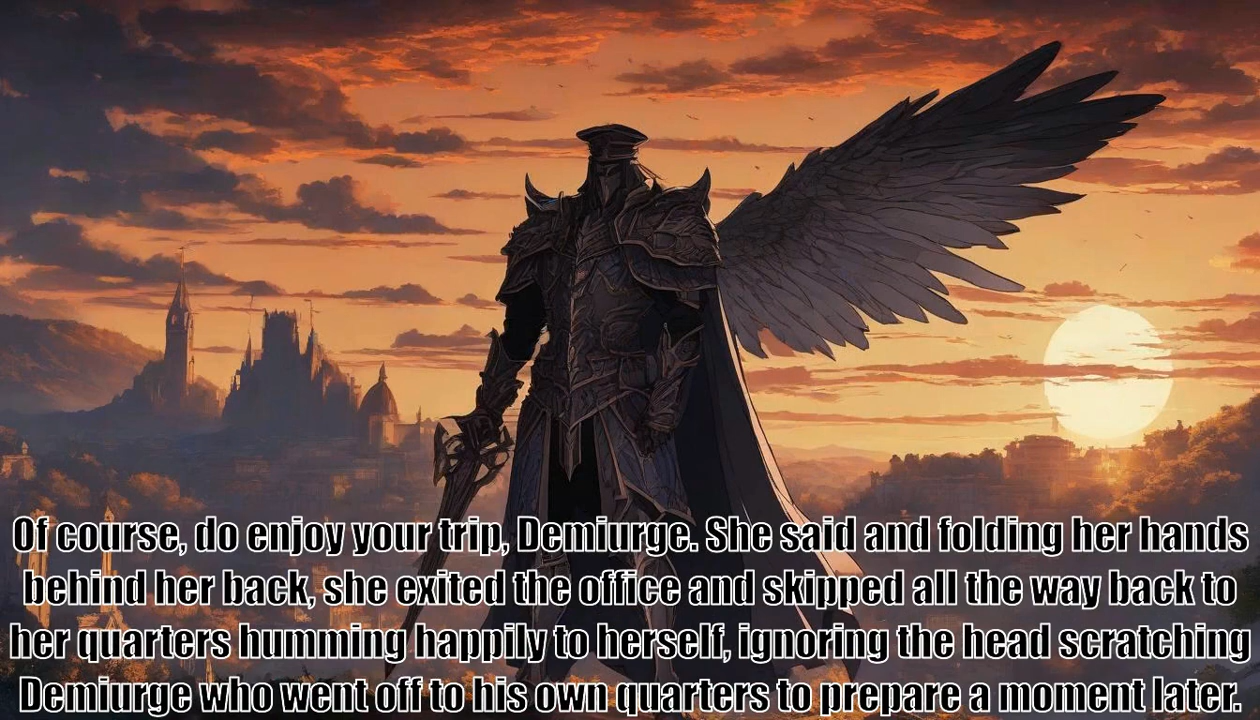 Of course, do enjoy your trip, Demiurge. She said and folding her hands
behind her back, she exited the office and skipped all the way back to
her quarters humming happily to herself, ignoring the head scratching
Demiurge who went off to his own quarters to prepare a moment later.